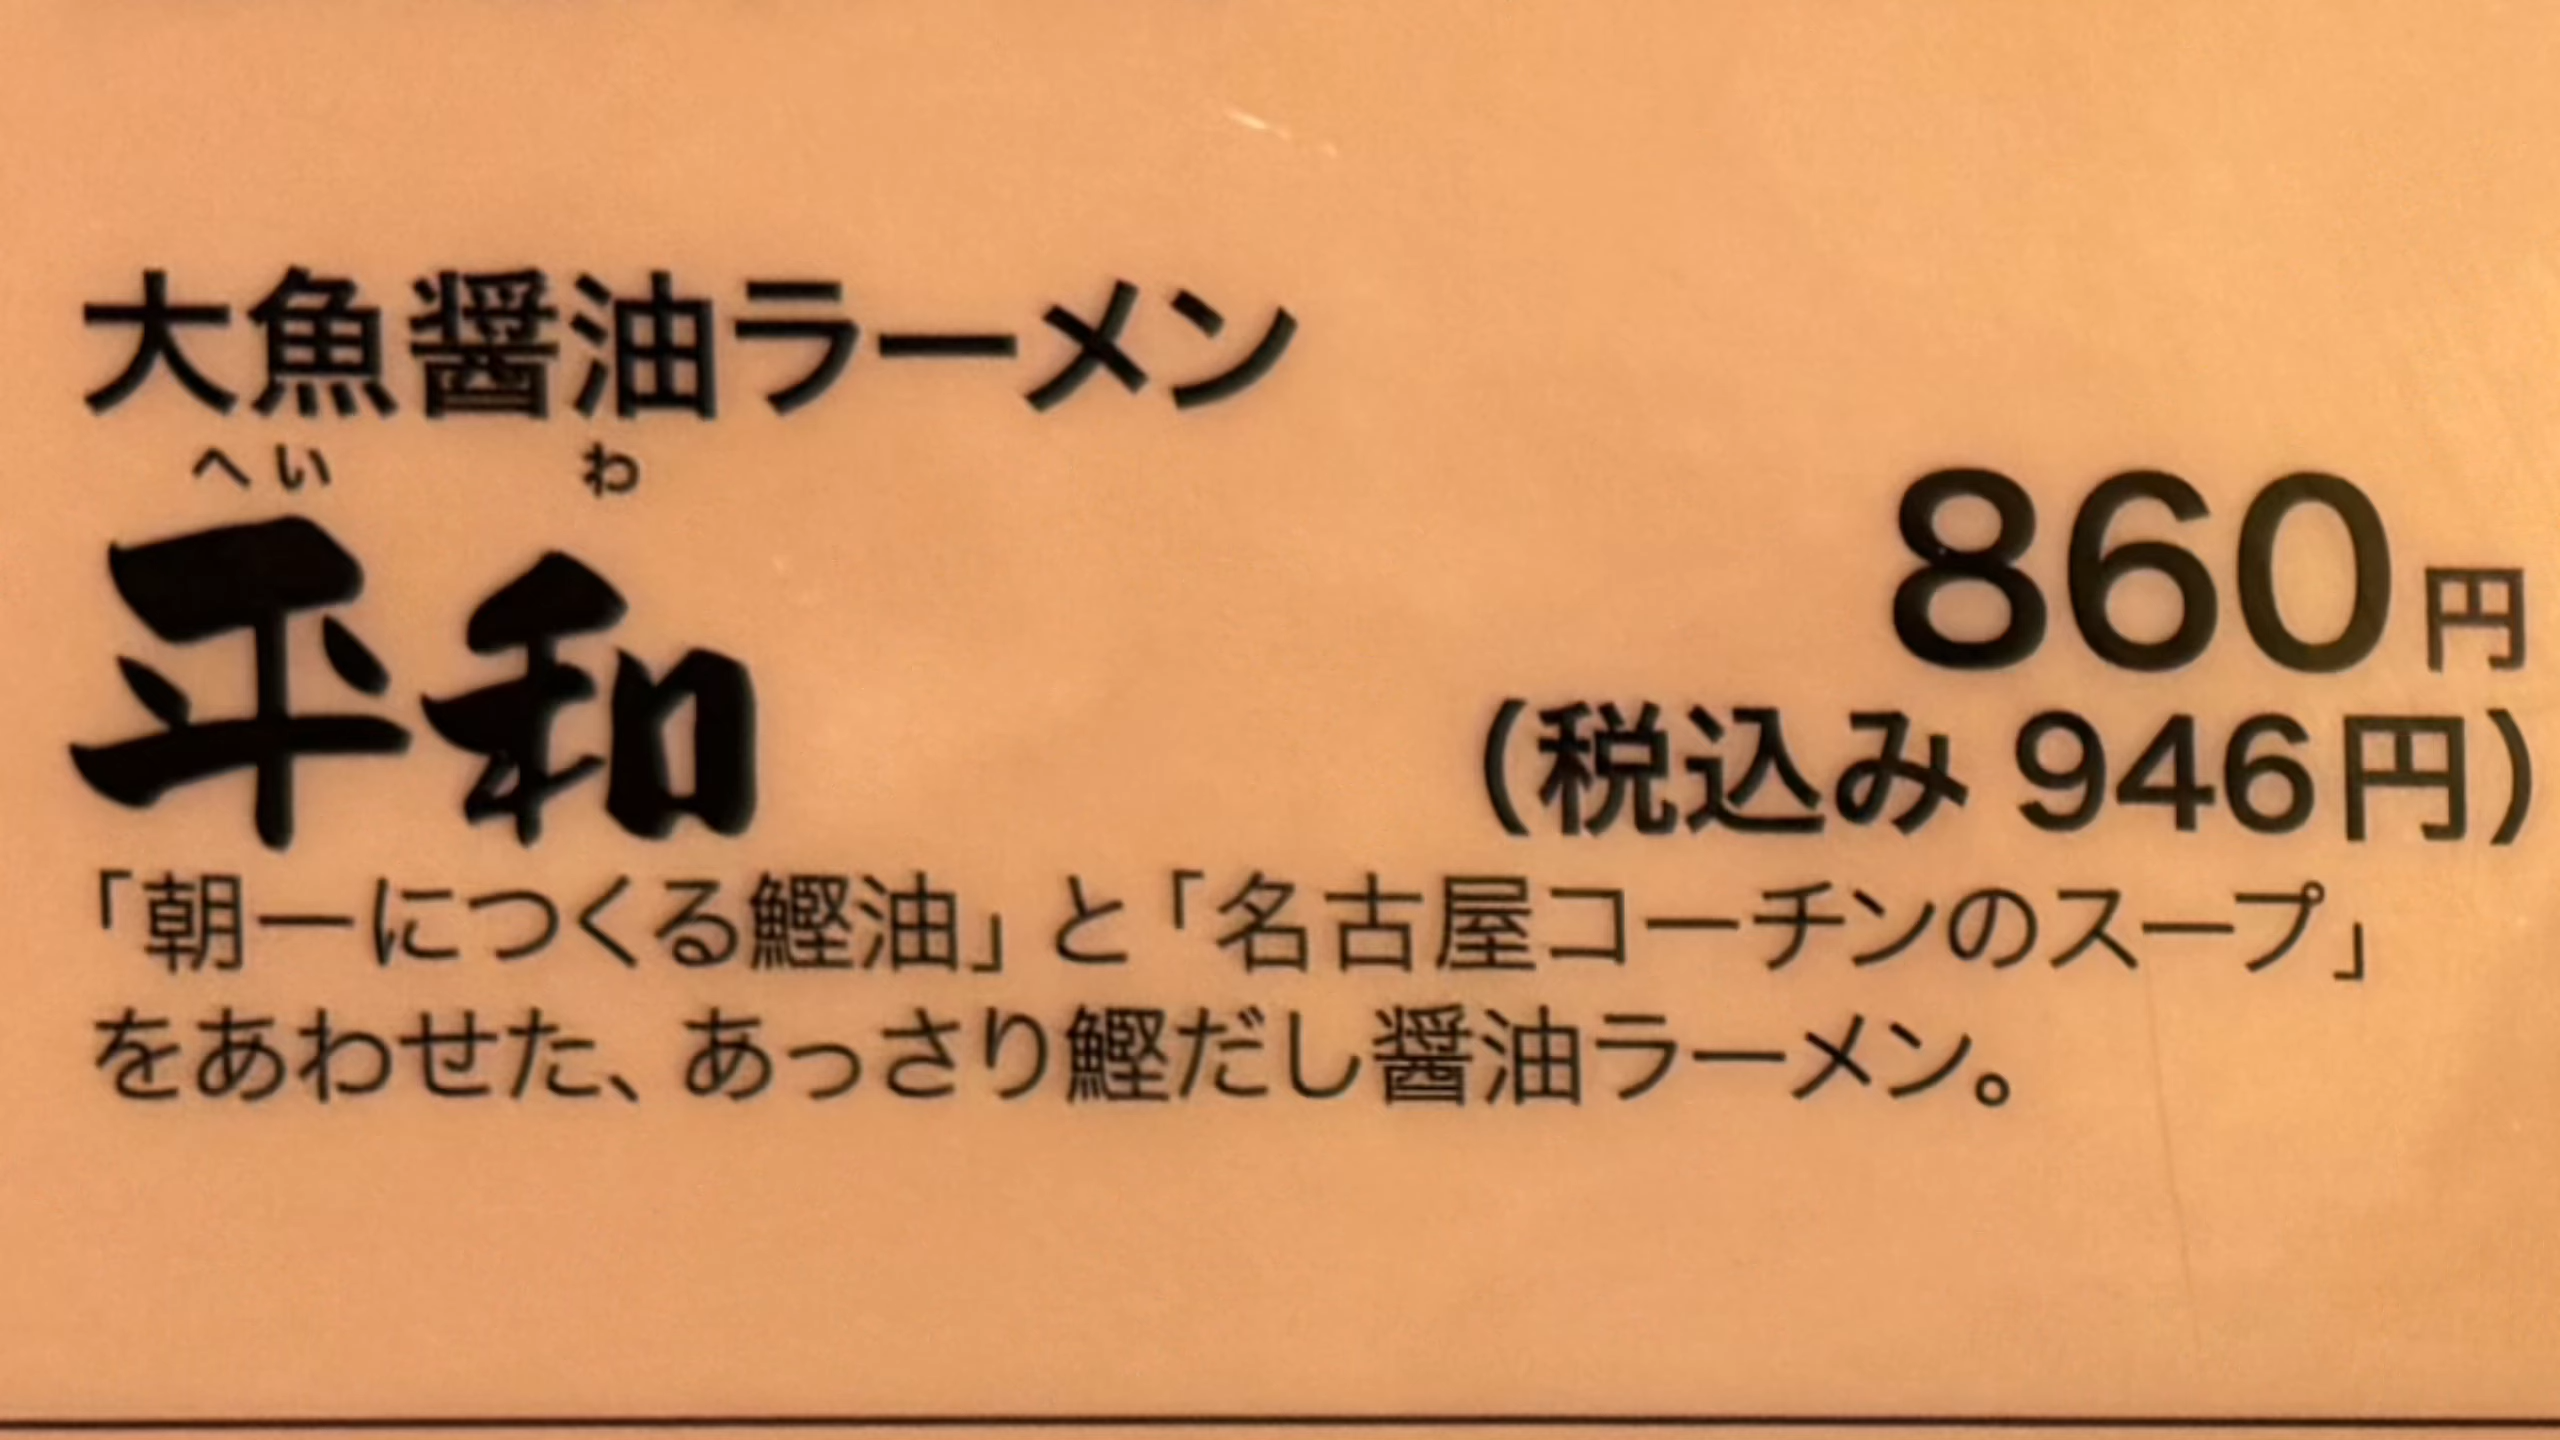 大魚醤油ラーメン
へいわ
平和
860円
(税込み 946円)
「朝一につくる鰹油」と「名古屋コーチンのスープ」
をあわせた、あっさり鰹だし醤油ラーメン。